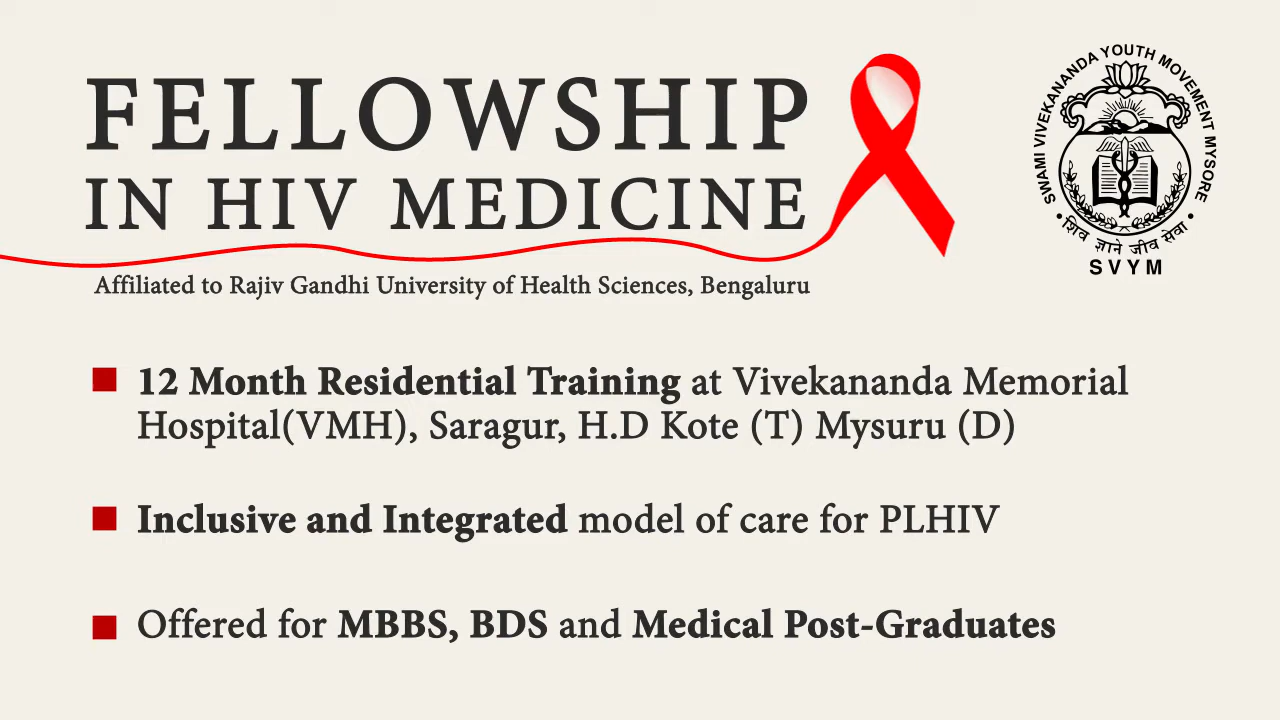 FELLOWSHIP
IN HIV MEDICINE
Affiliated to Rajiv Gandhi University of Health Sciences, Bengaluru
SWAMI VIVEKANANDA YOUTH MOVEMENT MYSORE
• शिव ज्ञाने जीव सेवा •
SVYM
12 Month Residential Training at Vivekananda Memorial
Hospital(VMH), Saragur, H.D Kote (T) Mysuru (D)
Inclusive and Integrated model of care for PLHIV
Offered for MBBS, BDS and Medical Post-Graduates